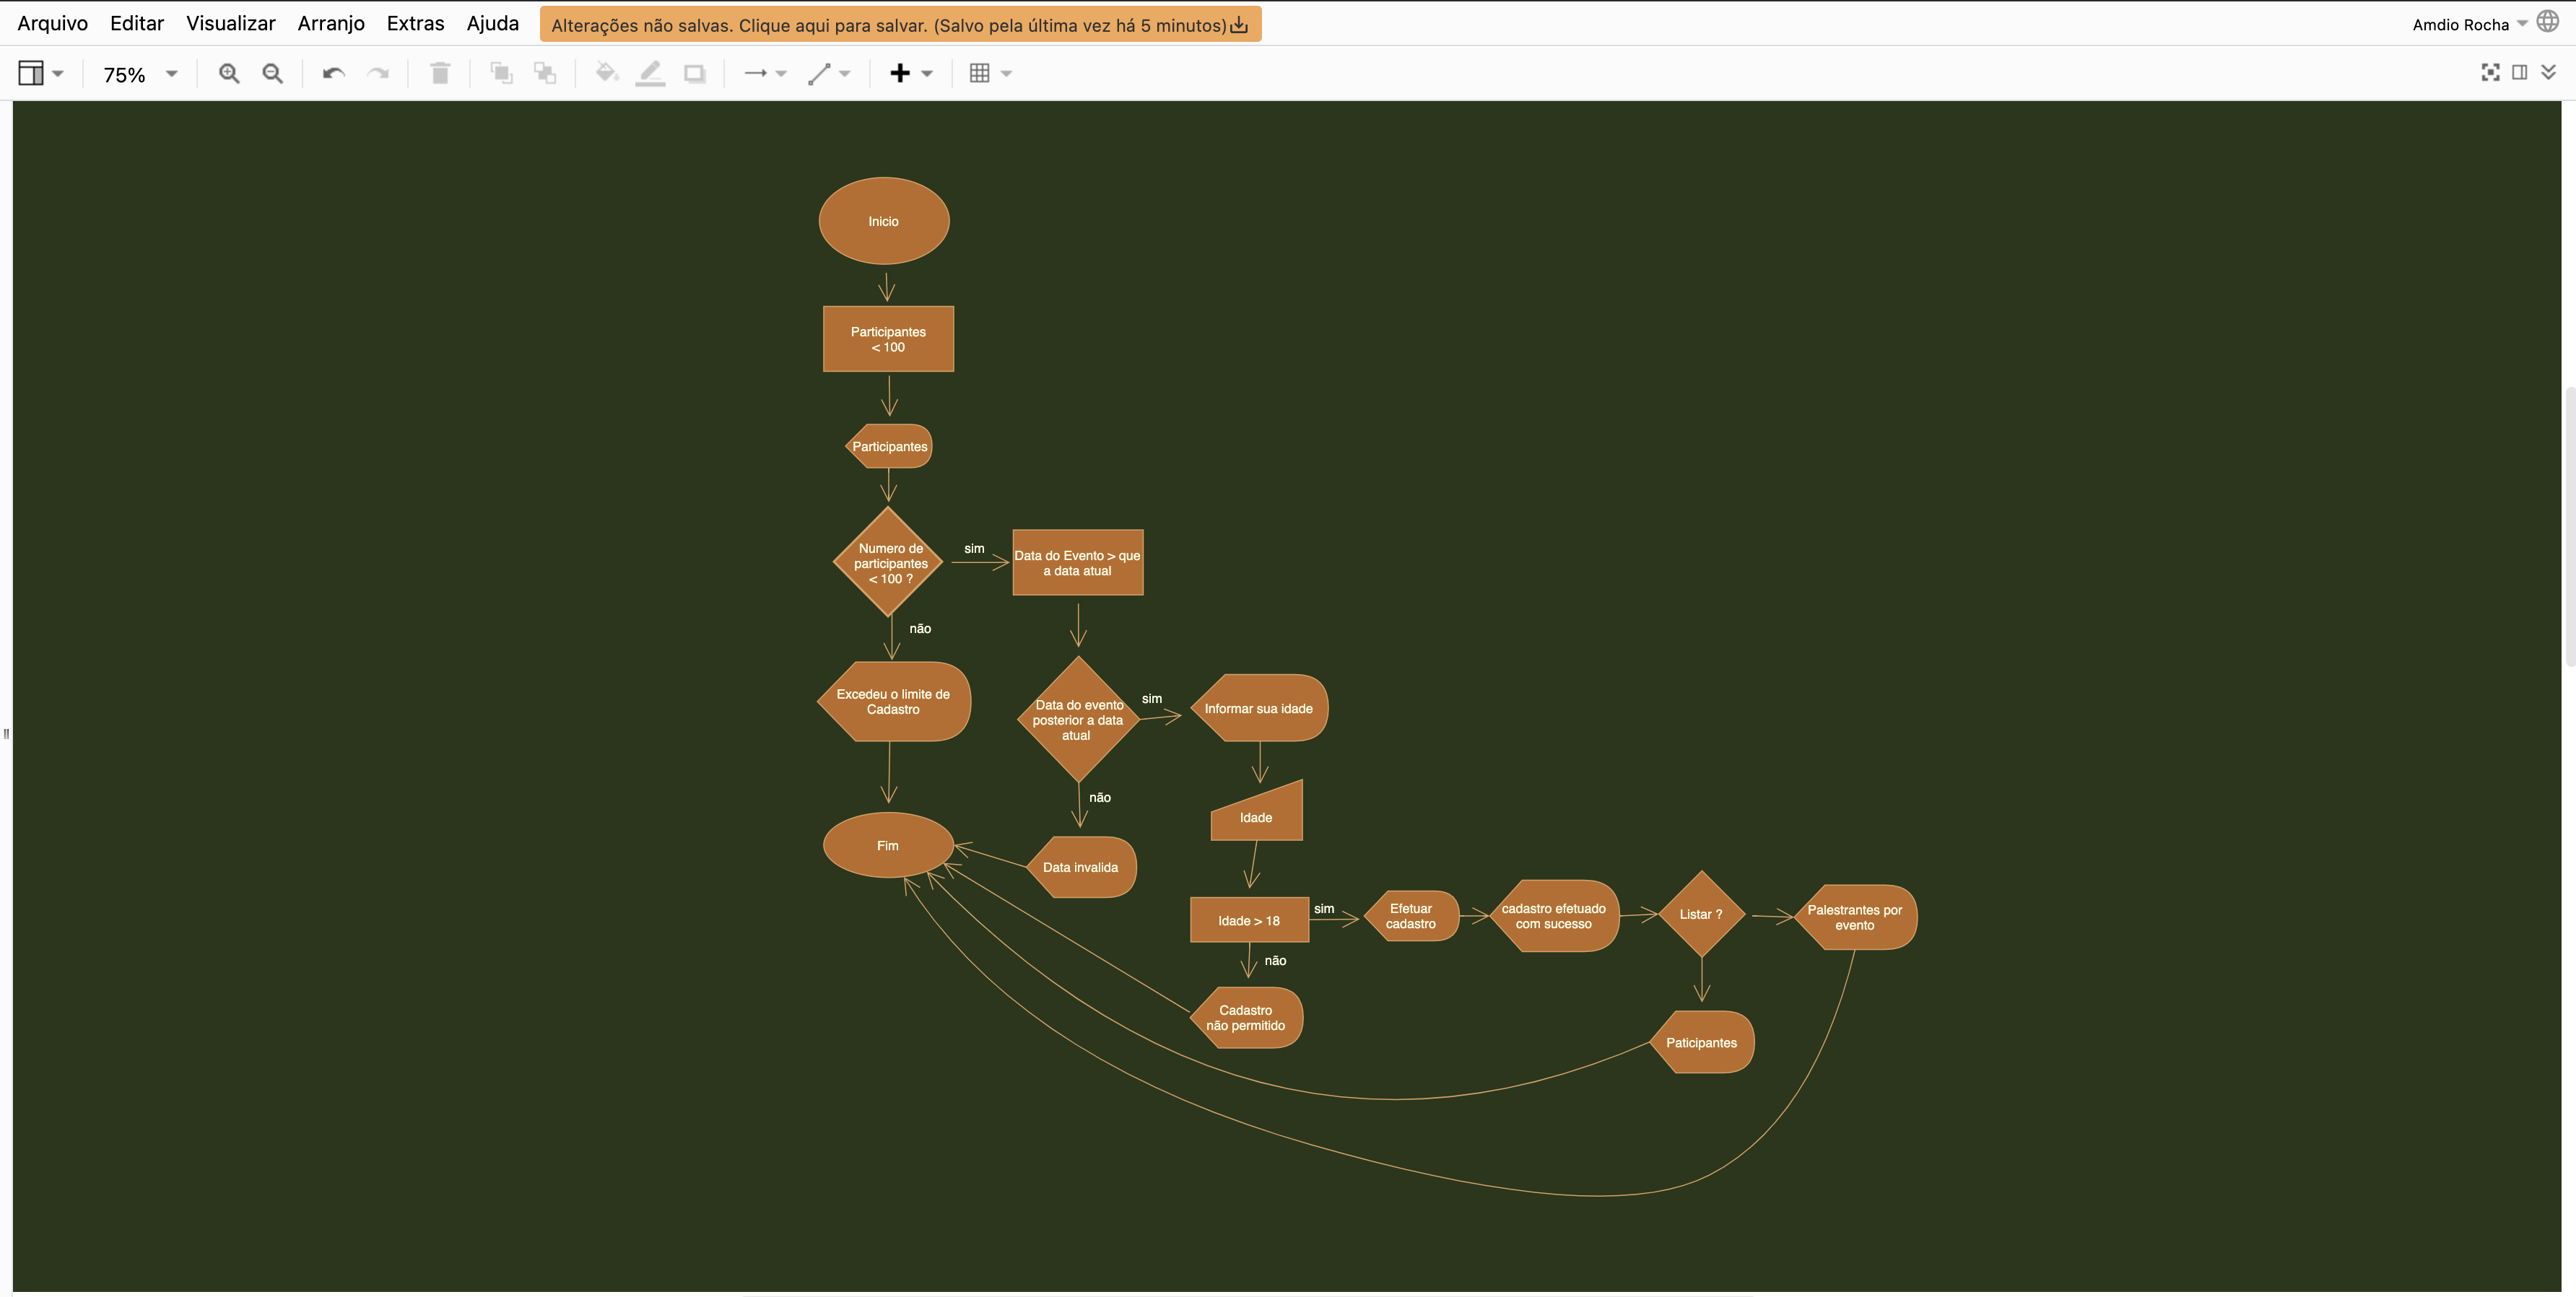 Arquivo Editar Visualizar Arranjo Extras Ajuda Alterações não salvas. Clique aqui para salvar. (Salvo pela última vez há 5 minutos) Amdio Rocha
75%
Inicio
Participantes
< 100
Participantes
Numero de
participantes
< 100 ?
sim
Data do Evento > que
a data atual
não
Excedeu o limite de
Cadastro
Data do evento
posterior a data
atual
sim
Informar sua idade
não
Idade
Fim
Data invalida
Idade > 18
sim
Efetuar
cadastro
cadastro efetuado
com sucesso
Listar ?
Palestrantes por
evento
não
Cadastro
não permitido
Paticipantes